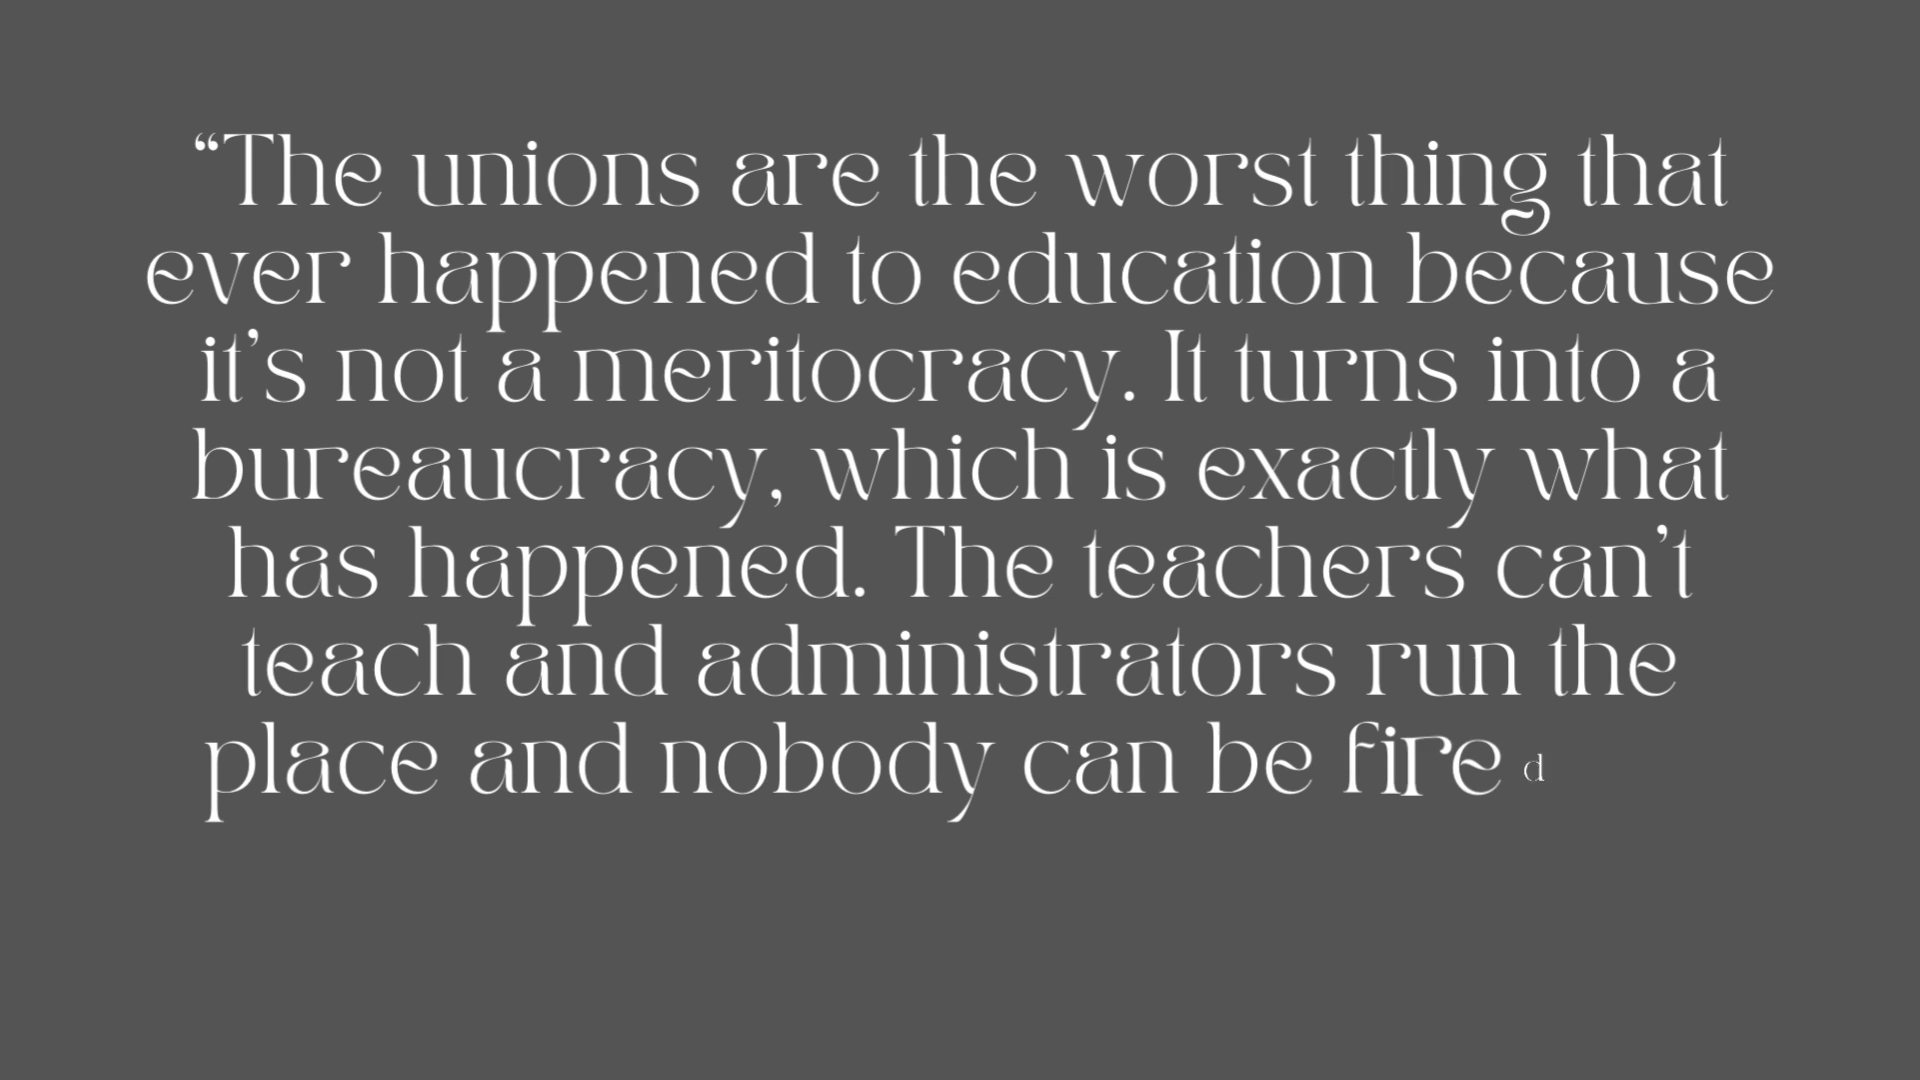 “The unions are the worst thing that
ever happened to education because
it’s not a meritocracy. It turns into a
bureaucracy, which is exactly what
has happened. The teachers can’t
teach and administrators run the
place and nobody can be fired